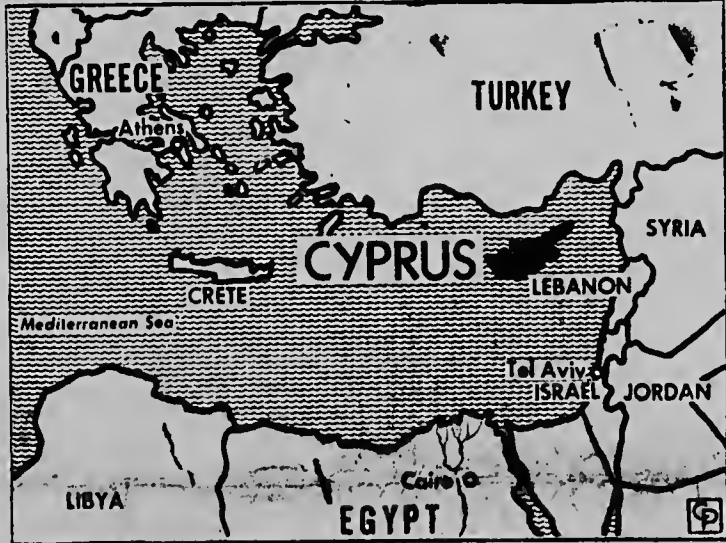 GREECE
Athens
TURKEY
SYRIA
CYPRUS
CRETE
LEBANON
Mediterranean Sea
Tel Aviv
ISRAEL
JORDAN
Cairo
LIBYA
EGYPT
CP